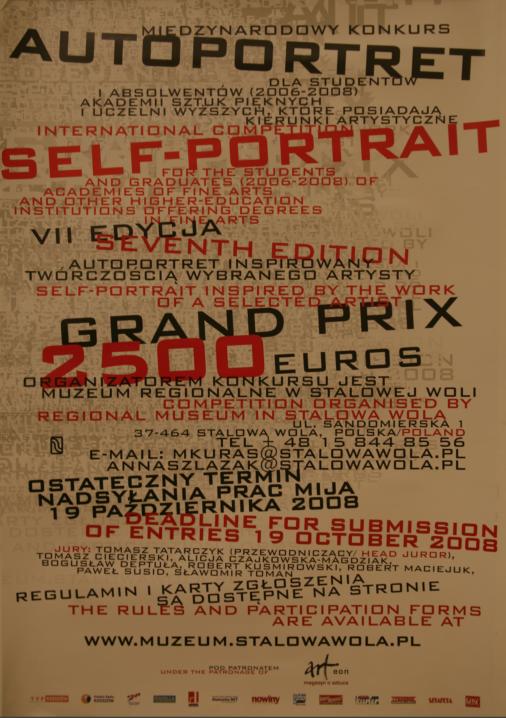 MIĘDZYNARODOWY KONKURS
AUTOPORTRET
DLA STUDENTÓW
I ABSOLWENTÓW (2006-2008)
AKADEMII SZTUK PIĘKNYCH
I UCZELNI WYŻSZYCH, KTÓRE POSIADAJĄ
KIERUNKI ARTYSTYCZNE
INTERNATIONAL COMPETITION
SELF-PORTRAIT
FOR THE STUDENTS
AND GRADUATES (2006-2008) OF
ACADEMIES OF FINE ARTS
AND OTHER HIGHER-EDUCATION
INSTITUTIONS OFFERING DEGREES
IN FINE ARTS
VII EDYCJA
SEVENTH EDITION
AUTOPORTRET INSPIROWANY
TWÓRCZOŚCIĄ WYBRANEGO ARTYSTY
SELF-PORTRAIT INSPIRED BY THE WORK
OF A SELECTED ARTIST
GRAND PRIX
2500 EUROS
ORGANIZATOREM KONKURSU JEST
MUZEUM REGIONALNE W STALOWEJ WOLI
COMPETITION ORGANISED BY
REGIONAL MUSEUM IN STALOWA WOLA
UL. SANDOMIERSKA 1
37-464 STALOWA WOLA, POLSKA/POLAND
TEL + 48 15 844 85 56
E-MAIL: MKURAS@STALOWAWOLA.PL
ANNASZLAZAK@STALOWAWOLA.PL
OSTATECZNY TERMIN
NADSYŁANIA PRAC MIJA
19 PAŹDZIERNIKA 2008
DEADLINE FOR SUBMISSION
OF ENTRIES 19 OCTOBER 2008
JURY: TOMASZ TATARCZYK (PRZEWODNICZĄCY/ HEAD JUROR),
TOMASZ CIECIERSKI, ALICJA CZAJKOWSKA-MAGDZIAK,
BOGUSŁAW DEPTUŁA, ROBERT KUŚMIROWSKI, ROBERT MACIEJUK,
PAWEŁ SUSID, SŁAWOMIR TOMAN
REGULAMIN I KARTY ZGŁOSZENIA
SĄ DOSTĘPNE NA STRONIE
THE RULES AND PARTICIPATION FORMS
ARE AVAILABLE AT
WWW.MUZEUM.STALOWAWOLA.PL
POD PATRONATEM
UNDER THE PATRONAGE OF
art eon
magazyn o sztuce
nowiny